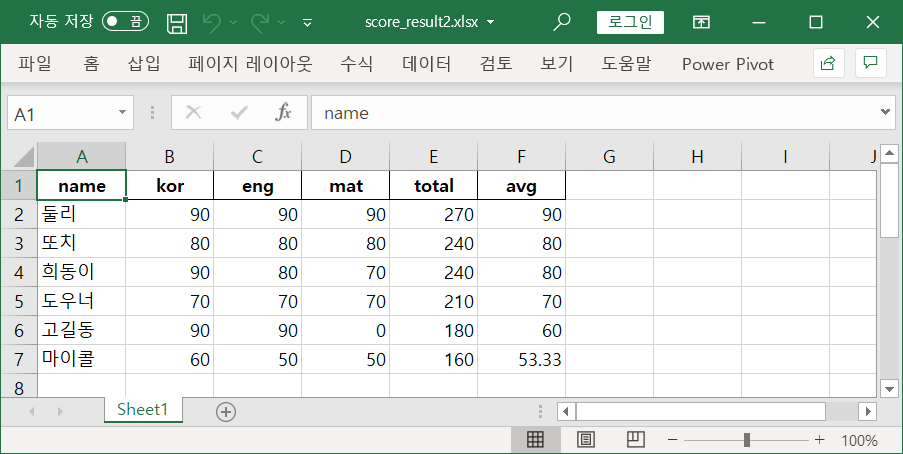 자동 저장 끔 score_result2.xlsx 로그인
파일 홈 삽입 페이지 레이아웃 수식 데이터 검토 보기 도움말 Power Pivot
A1 fx name
A B C D E F G H I J
1 name kor eng mat total avg
2 둘리 90 90 90 270 90
3 또치 80 80 80 240 80
4 희동이 90 80 70 240 80
5 도우너 70 70 70 210 70
6 고길동 90 90 0 180 60
7 마이콜 60 50 50 160 53.33
8
Sheet1
100%